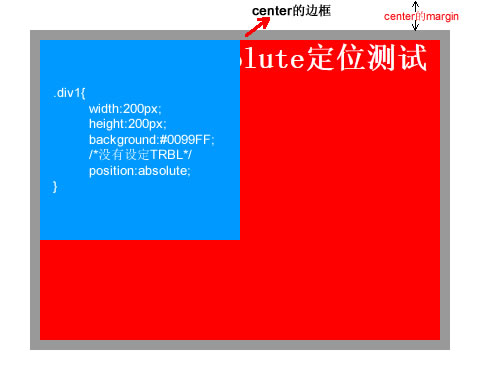 center的边框
center的margin
olute定位测试
.div1{
width:200px;
height:200px;
background:#0099FF;
/*没有设定TRBL*/
position:absolute;
}